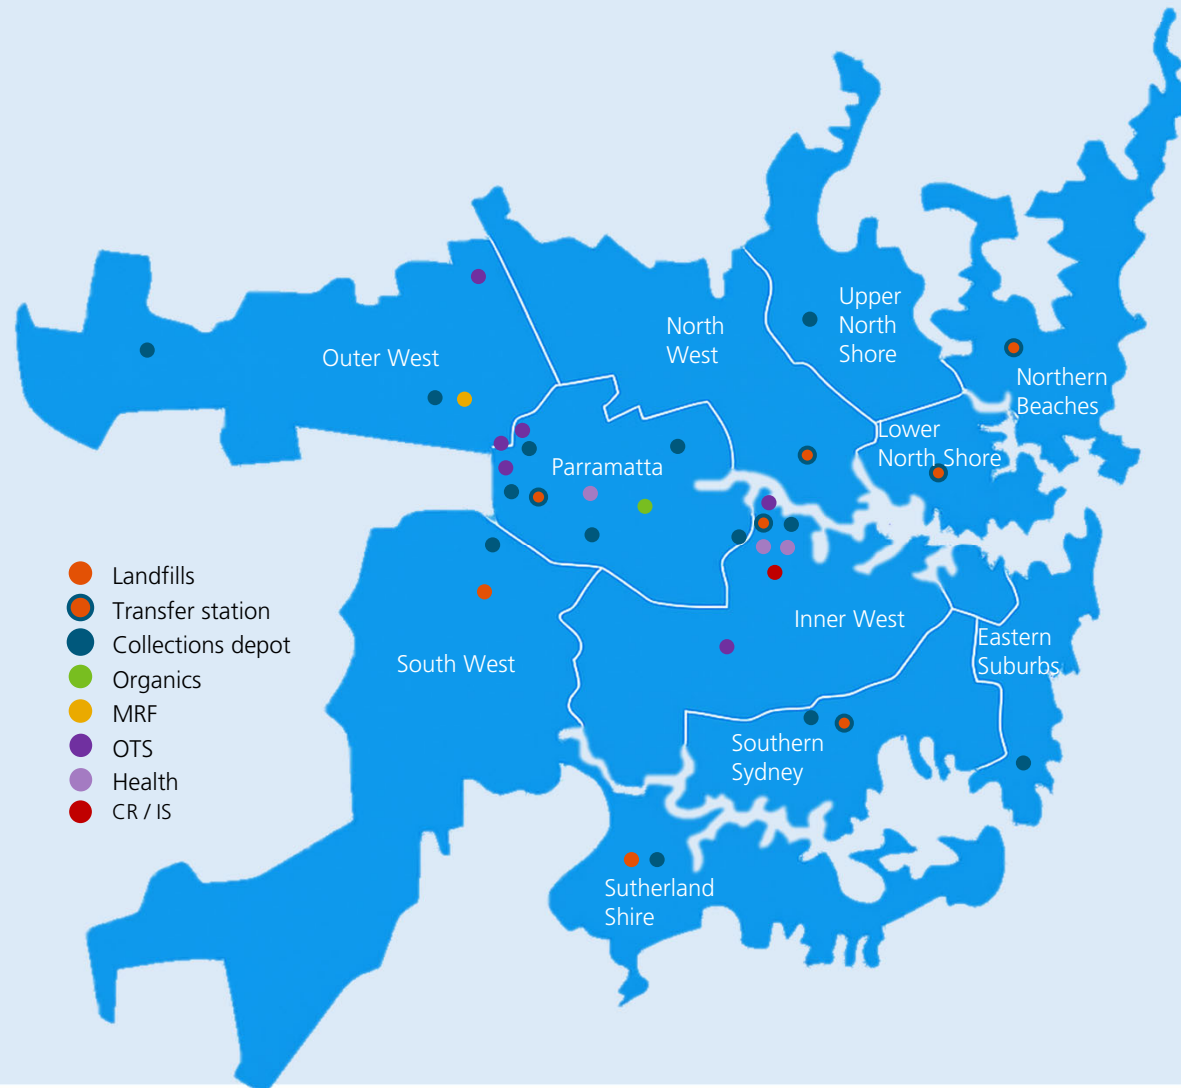 Upper
North
Shore
North
West
Outer West
Northern
Beaches
Lower
North Shore
Parramatta
Landfills
Transfer station
Collections depot
Organics
MRF
OTS
Health
CR / IS
Inner West
Eastern
Suburbs
South West
Southern
Sydney
Sutherland
Shire